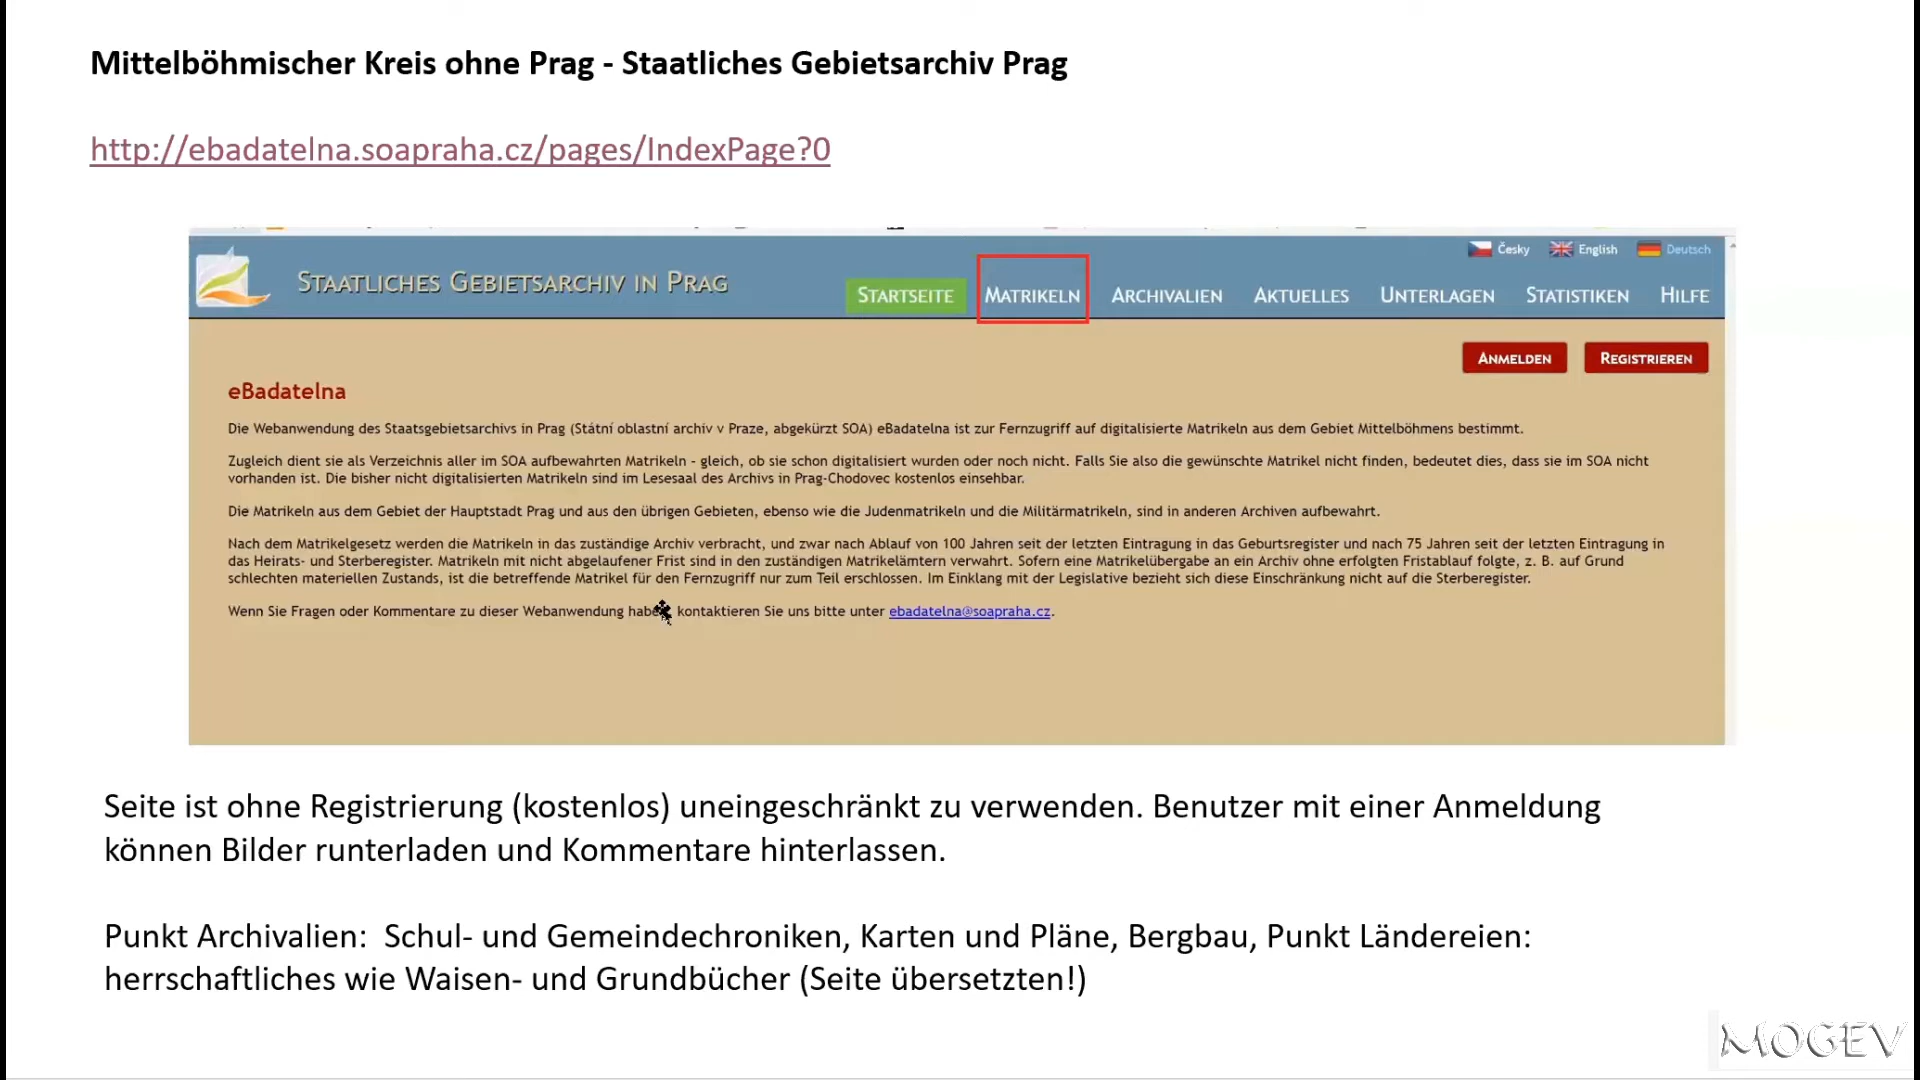 Mittelböhmischer Kreis ohne Prag - Staatliches Gebietsarchiv Prag
http://ebadatelna.soapraha.cz/pages/IndexPage?0
Česky English Deutsch
STAATLICHES GEBIETSARCHIV IN PRAG
STARTSEITE MATRIKELN ARCHIVALIEN AKTUELLES UNTERLAGEN STATISTIKEN HILFE
ANMELDEN REGISTRIEREN
eBadatelna
Die Webanwendung des Staatsgebietsarchivs in Prag (Státní oblastní archiv v Praze, abgekürzt SOA) eBadatelna ist zur Fernzugriff auf digitalisierte Matrikeln aus dem Gebiet Mittelböhmens bestimmt.
Zugleich dient sie als Verzeichnis aller im SOA aufbewahrten Matrikeln - gleich, ob sie schon digitalisiert wurden oder noch nicht. Falls Sie also die gewünschte Matrikel nicht finden, bedeutet dies, dass sie im SOA nicht
vorhanden ist. Die bisher nicht digitalisierten Matrikeln sind im Lesesaal des Archivs in Prag-Chodovec kostenlos einsehbar.
Die Matrikeln aus dem Gebiet der Hauptstadt Prag und aus den übrigen Gebieten, ebenso wie die Judenmatrikeln und die Militärmatrikeln, sind in anderen Archiven aufbewahrt.
Nach dem Matrikelgesetz werden die Matrikeln in das zuständige Archiv verbracht, und zwar nach Ablauf von 100 Jahren seit der letzten Eintragung in das Geburtsregister und nach 75 Jahren seit der letzten Eintragung in
das Heirats- und Sterberegister. Matrikeln mit nicht abgelaufener Frist sind in den zuständigen Matrikelämtern verwahrt. Sofern eine Matrikelübergabe an ein Archiv ohne erfolgten Fristablauf folgte, z. B. auf Grund
schlechten materiellen Zustands, ist die betreffende Matrikel für den Fernzugriff nur zum Teil erschlossen. Im Einklang mit der Legislative bezieht sich diese Einschränkung nicht auf die Sterberegister.
Wenn Sie Fragen oder Kommentare zu dieser Webanwendung kontaktieren Sie uns bitte unter ebadatelna@soapraha.cz.
Seite ist ohne Registrierung (kostenlos) uneingeschränkt zu verwenden. Benutzer mit einer Anmeldung
können Bilder runterladen und Kommentare hinterlassen.
Punkt Archivalien: Schul- und Gemeindechroniken, Karten und Pläne, Bergbau, Punkt Ländereien:
herrschaftliches wie Waisen- und Grundbücher (Seite übersetzten!)
MOGEV